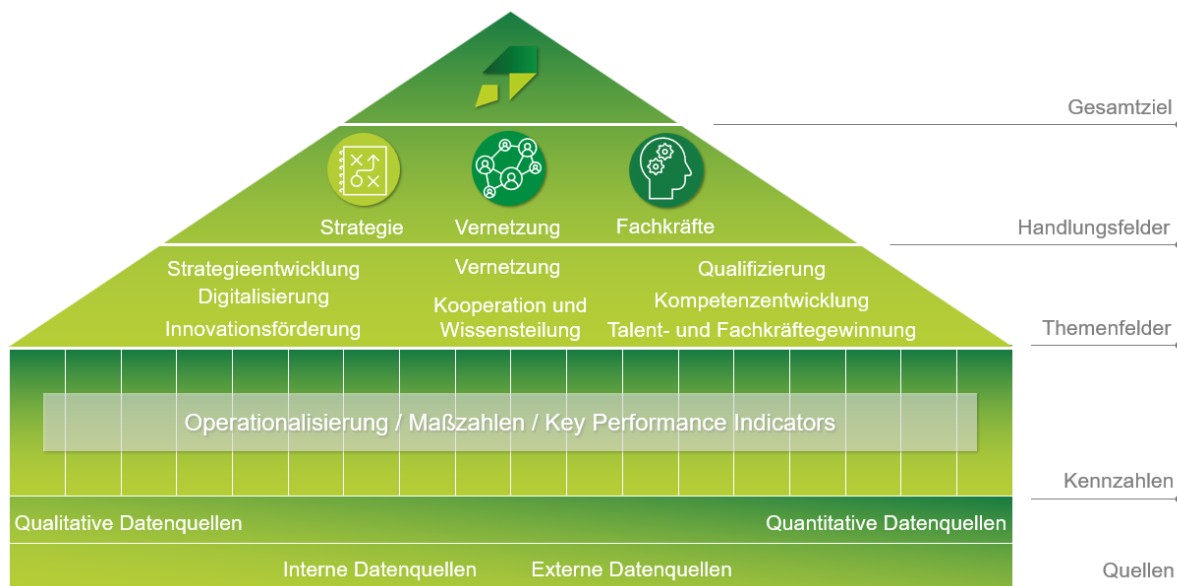 Gesamtziel
Strategie Vernetzung Fachkräfte
Handlungsfelder
Strategieentwicklung
Digitalisierung
Innovationsförderung
Vernetzung
Kooperation und
Wissensteilung
Qualifizierung
Kompetenzentwicklung
Talent- und Fachkräftegewinnung
Themenfelder
Operationalisierung / Maßzahlen / Key Performance Indicators
Kennzahlen
Qualitative Datenquellen
Quantitative Datenquellen
Interne Datenquellen
Externe Datenquellen
Quellen